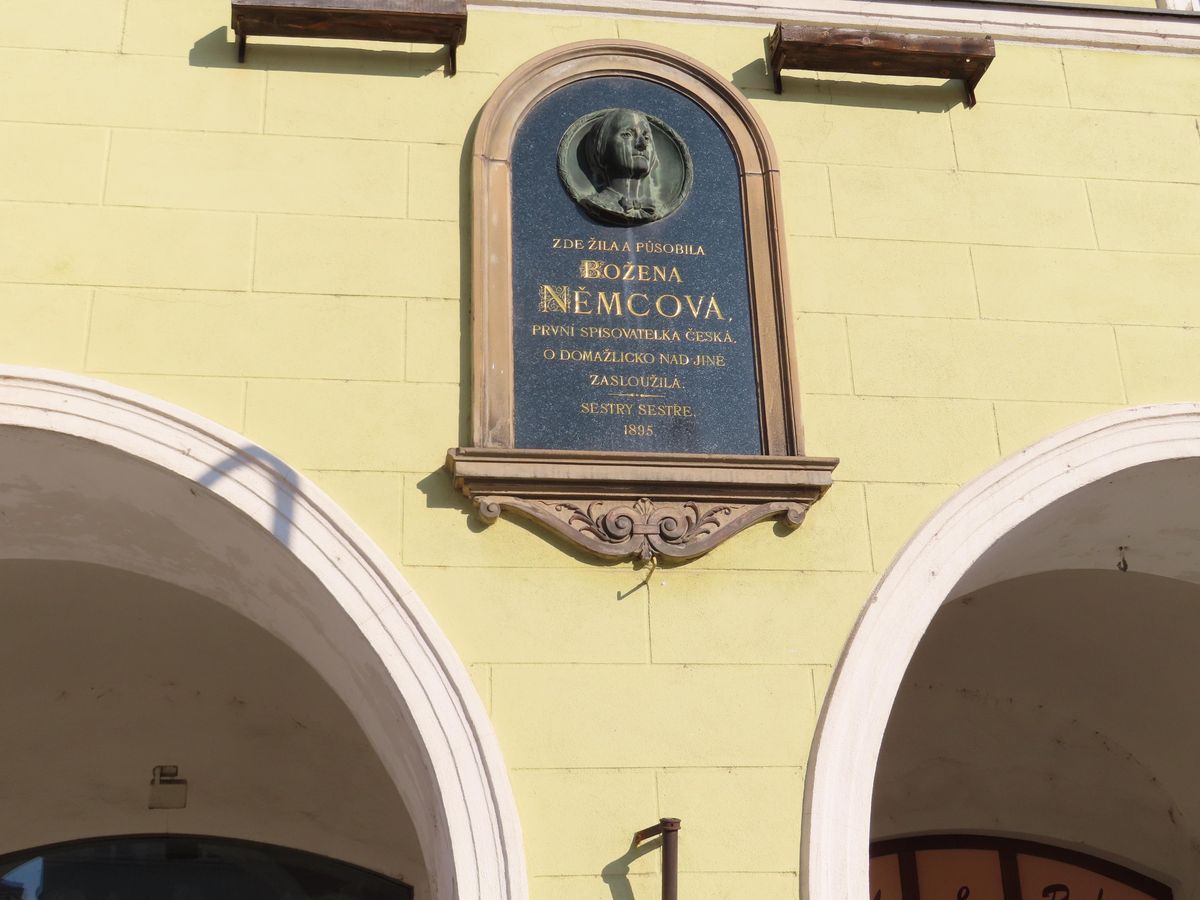 ZDE ŽILA A PŮSOBILA
BOŽENA
NĚMCOVÁ,
PRVNÍ SPISOVATELKA ČESKÁ,
O DOMAŽLICKO NAD JINÉ
ZASLOUŽILÁ.
SESTRY SESTŘE.
1895.